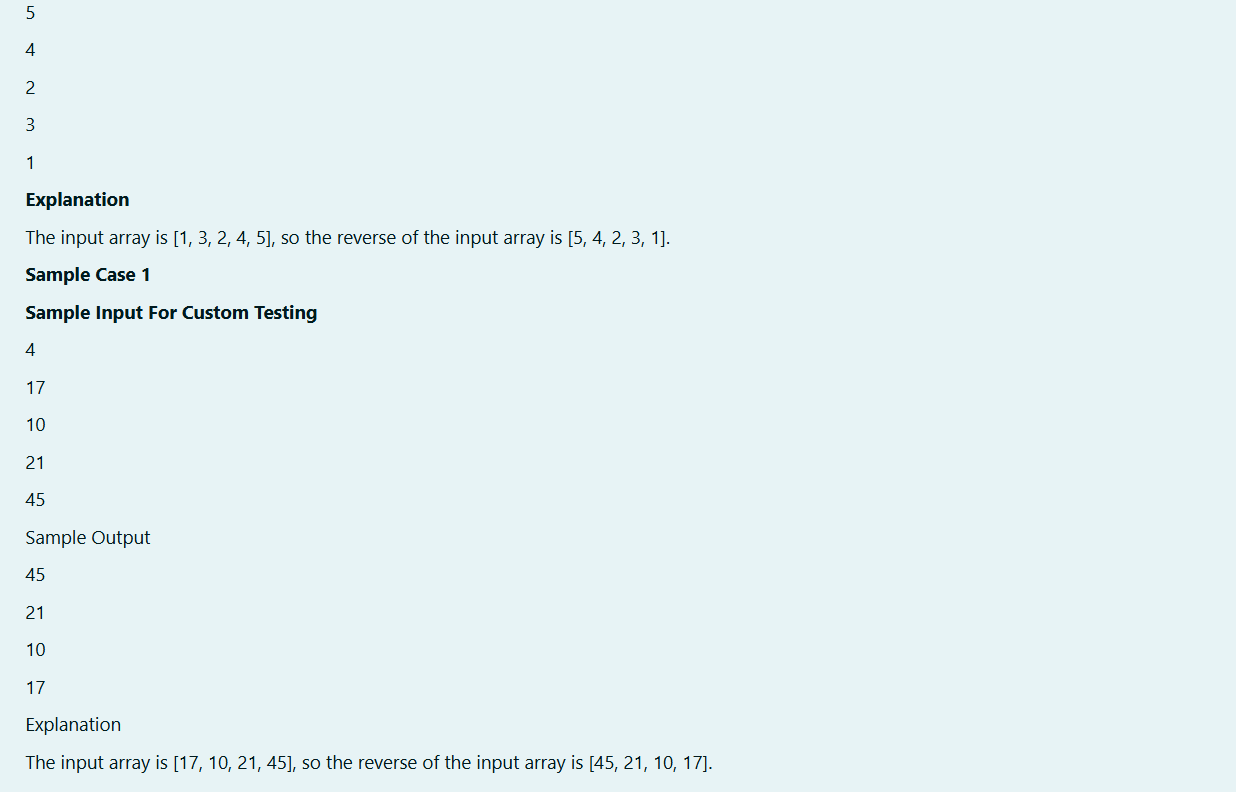 5
4
2
3
1
Explanation
The input array is [1, 3, 2, 4, 5], so the reverse of the input array is [5, 4, 2, 3, 1].
Sample Case 1
Sample Input For Custom Testing
4
17
10
21
45
Sample Output
45
21
10
17
Explanation
The input array is [17, 10, 21, 45], so the reverse of the input array is [45, 21, 10, 17].